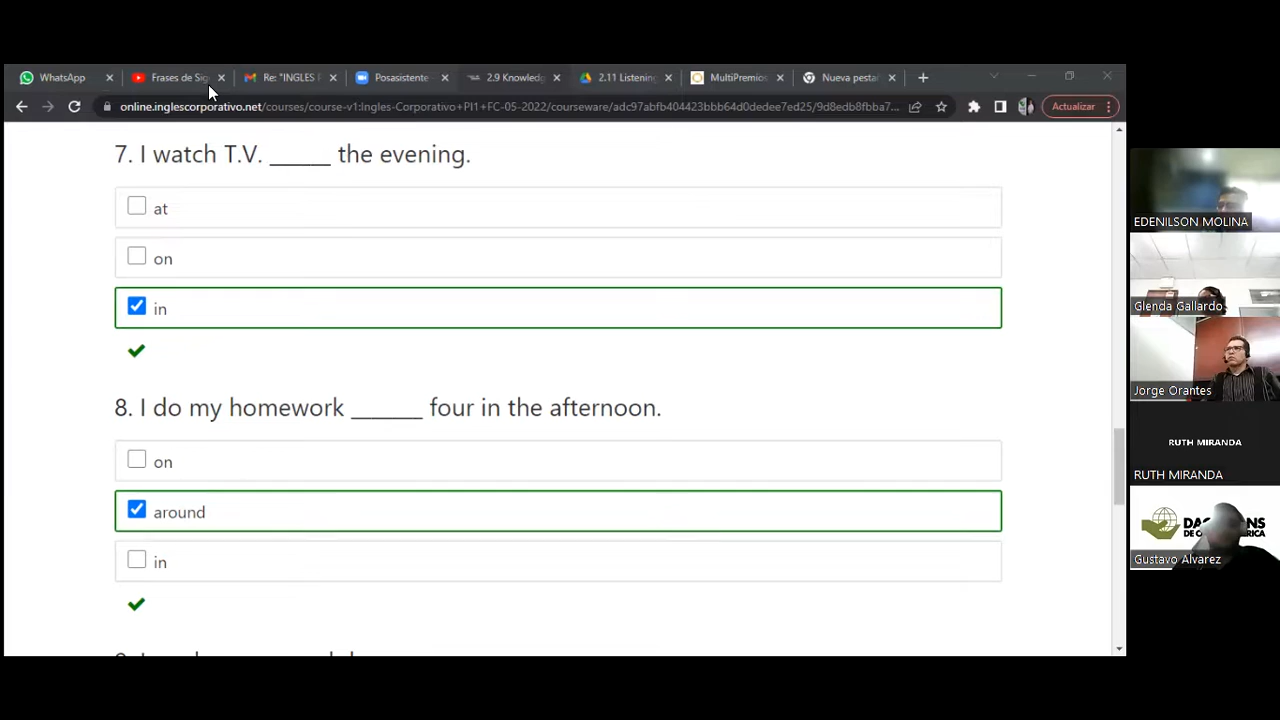 WhatsApp
Frases de Sig
Re: "INGLES F
Posasistente
2.9 Knowledg
2.11 Listening
MultiPremios
Nueva pesta
online.inglescorporativo.net/courses/course-v1:Ingles-Corporativo+PI1+FC-05-2022/courseware/adc97abfb404423bbb64d0dedee7ed25/9d8edb8fbba7...
Actualizar
7. I watch T.V. ______ the evening.
at
on
in
8. I do my homework _______ four in the afternoon.
on
around
in
EDENILSON MOLINA
Glenda Gallardo
Jorge Orantes
RUTH MIRANDA
RUTH MIRANDA
Gustavo Alvarez